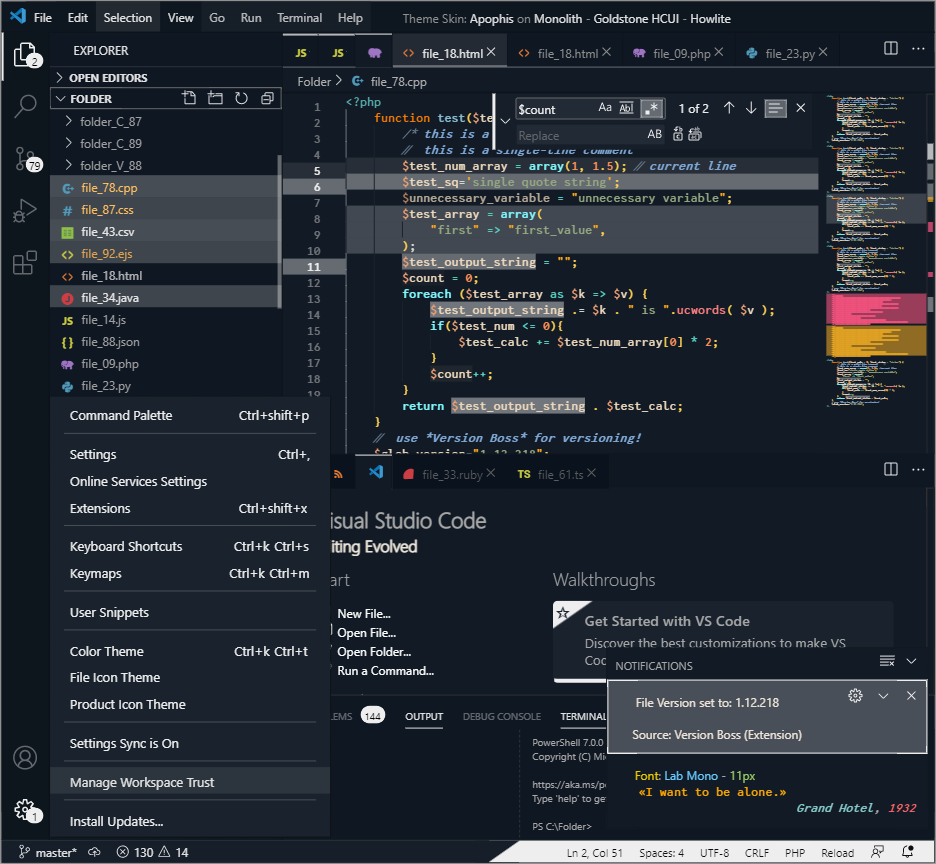 File Edit Selection View Go Run Terminal Help Theme Skin: Apophis on Monolith - Goldstone HCUI - Howlite
2
79
1
EXPLORER
OPEN EDITORS
FOLDER
folder_C_87
folder_C_89
folder_V_88
file_78.cpp
file_87.css
file_43.csv
file_92.ejs
file_18.html
file_34.java
JS file_14.js
{} file_88.json
file_09.php
file_23.py
JS JS file_18.html file_18.html file_09.php file_23.py
Folder > file_78.cpp
$count Aa Abl .* 1 of 2
Replace AB
1 <?php
2 function test($te
3 /* this is a
4 // this is a single-line comment
5 $test_num_array = array(1, 1.5); // current line
6 $test_sq='single quote string';
7 $unnecessary_variable = "unnecessary variable";
8 $test_array = array(
9 "first" => "first_value",
10 );
11 $test_output_string = "";
12 $count = 0;
13 foreach ($test_array as $k => $v) {
14 $test_output_string .= $k . " is ".ucwords( $v );
15 if($test_num <= 0){
16 $test_calc += $test_num_array[0] * 2;
17 }
18 $count++;
19 }
return $test_output_string . $test_calc;
}
// use *Version Boss* for versioning!
$glob_version="1.12.218";
Command Palette Ctrl+shift+p
Settings Ctrl+,
Online Services Settings
Extensions Ctrl+shift+x
Keyboard Shortcuts Ctrl+k Ctrl+s
Keymaps Ctrl+k Ctrl+m
User Snippets
Color Theme Ctrl+k Ctrl+t
File Icon Theme
Product Icon Theme
Settings Sync is On
Manage Workspace Trust
Install Updates...
file_33.ruby TS file_61.ts
isual Studio Code
iting Evolved
art
New File...
Open File...
Open Folder...
Run a Command...
Walkthroughs
Get Started with VS Code
Discover the best customizations to make VS
Coc
NOTIFICATIONS
File Version set to: 1.12.218
Source: Version Boss (Extension)
LEMS 144 OUTPUT DEBUG CONSOLE TERMINAL
PowerShell 7.0.0
Copyright (C) Mi
https://aka.ms/p
Type 'help' to ge
PS C:\Folder>
Font: Lab Mono - 11px
«I want to be alone.»
Grand Hotel, 1932
master* 130 14 Ln 2, Col 51 Spaces: 4 UTF-8 CRLF PHP Reload